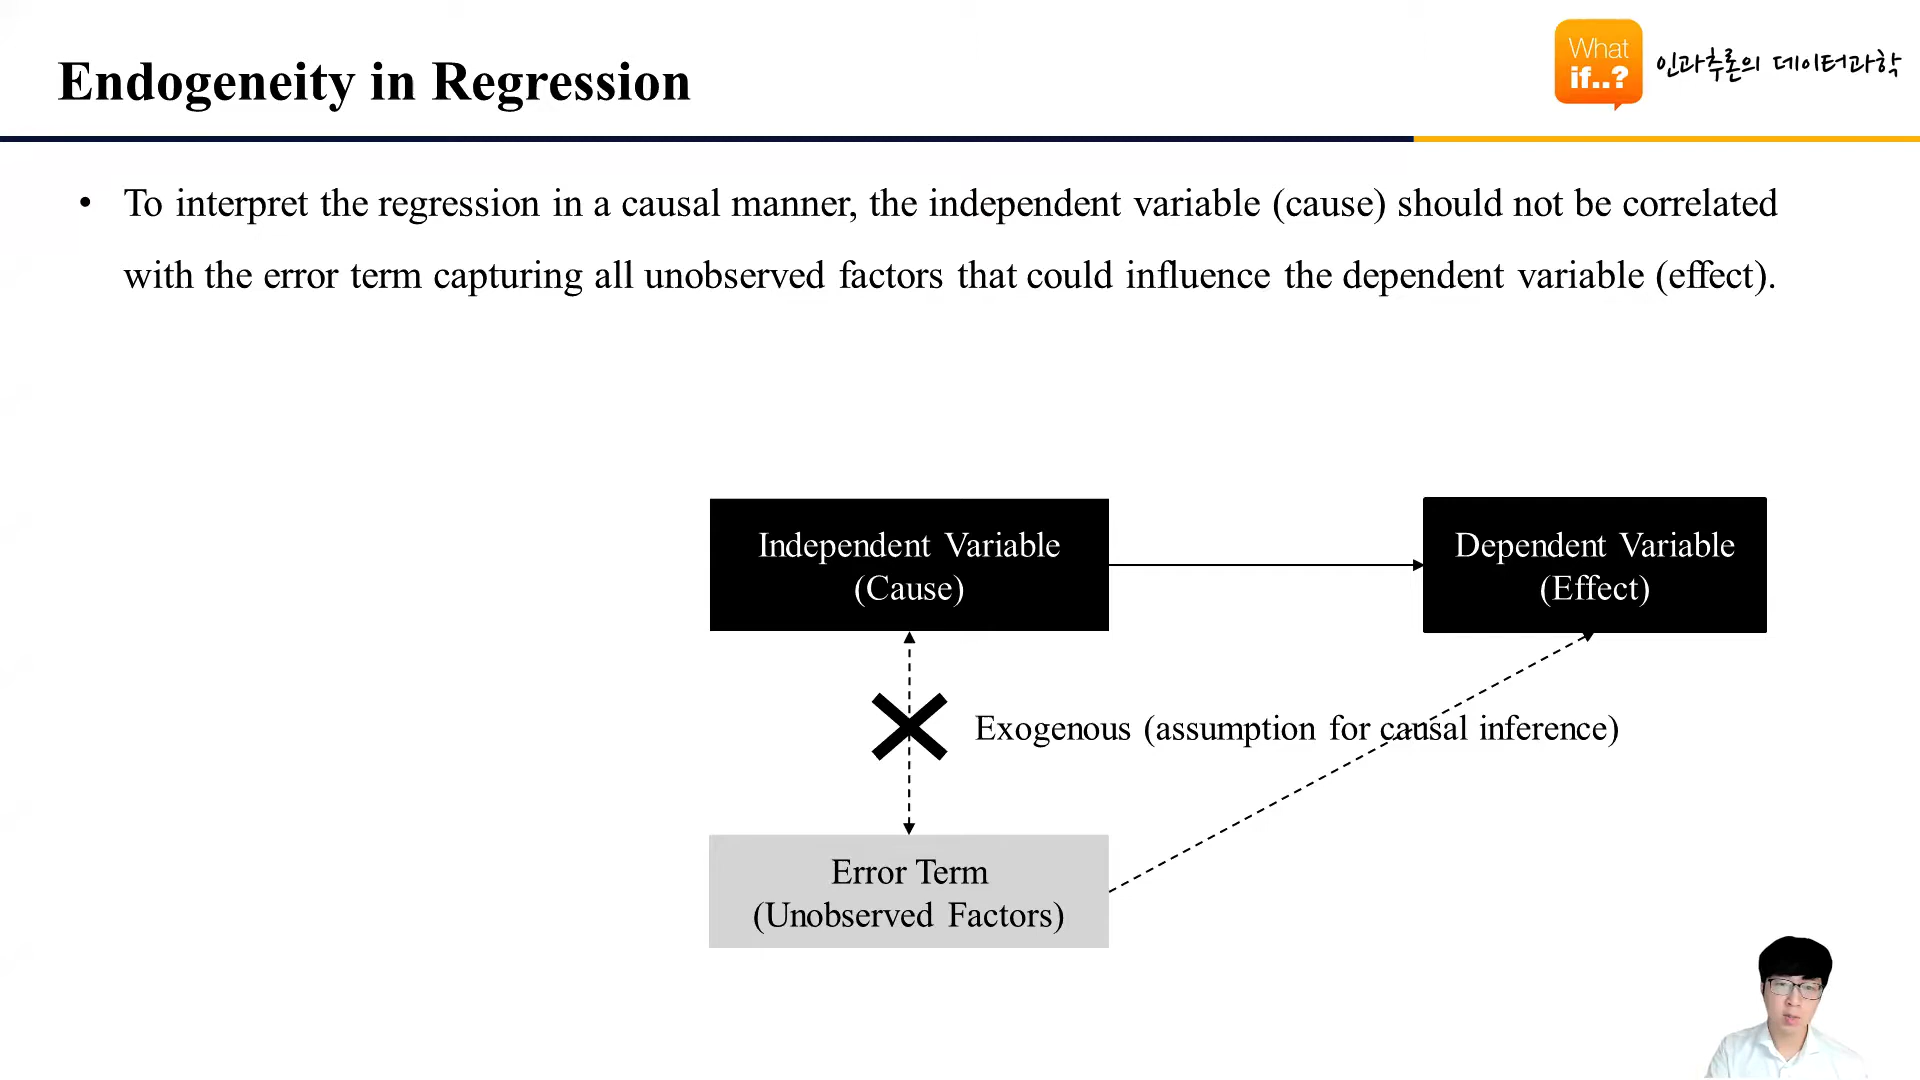 Endogeneity in Regression
What
if..?
인과추론의 데이터과학
• To interpret the regression in a causal manner, the independent variable (cause) should not be correlated
with the error term capturing all unobserved factors that could influence the dependent variable (effect).
Independent Variable
(Cause)
Dependent Variable
(Effect)
Exogenous (assumption for causal inference)
Error Term
(Unobserved Factors)